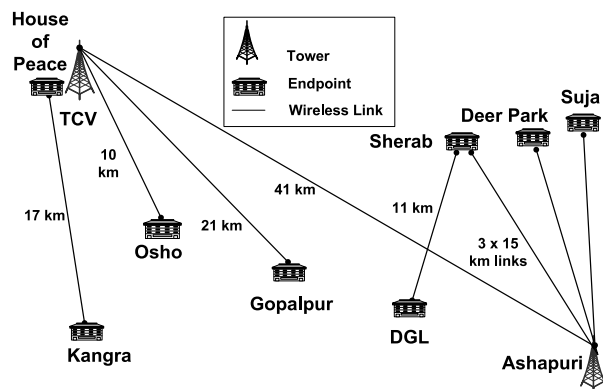 House
of
Peace
TCV
Tower
Endpoint
Wireless Link
Suja
Deer Park
Sherab
10
km
41 km
11 km
17 km
21 km
3 x 15
km links
Osho
Gopalpur
DGL
Kangra
Ashapuri